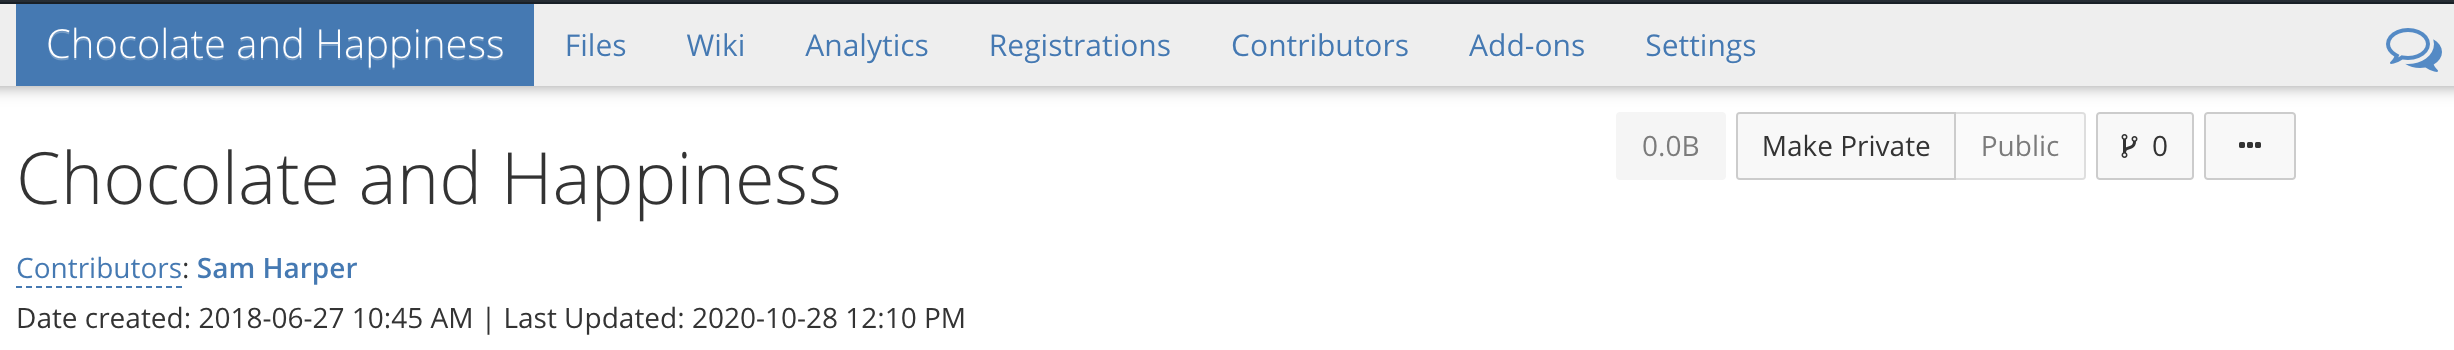 Chocolate and Happiness Files Wiki Analytics Registrations Contributors Add-ons Settings
0.0B Make Private Public 0
Chocolate and Happiness
Contributors: Sam Harper
Date created: 2018-06-27 10:45 AM | Last Updated: 2020-10-28 12:10 PM